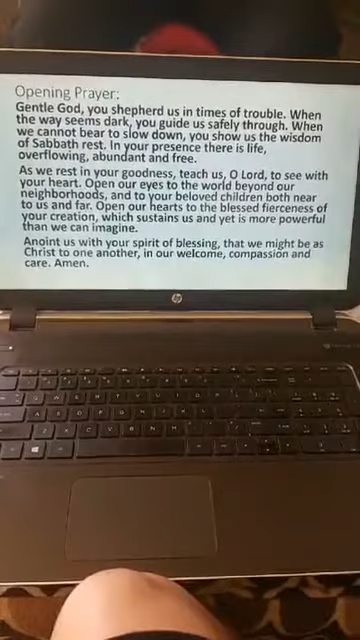 Opening Prayer:
Gentle God, you shepherd us in times of trouble. When
the way seems dark, you guide us safely through. When
we cannot bear to slow down, you show us the wisdom
of Sabbath rest. In your presence there is life,
overflowing, abundant and free.
As we rest in your goodness, teach us, O Lord, to see with
your heart. Open our eyes to the world beyond our
neighborhoods, and to your beloved children both near
to us and far. Open our hearts to the blessed fierceness of
your creation, which sustains us and yet is more powerful
than we can imagine.
Anoint us with your spirit of blessing, that we might be as
Christ to one another, in our welcome, compassion and
care. Amen.
hp